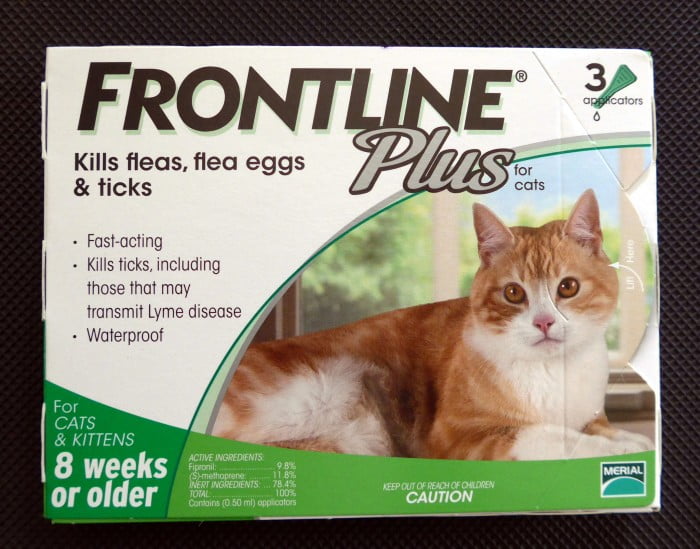 FRONTLINE®
Plus for cats
3 applicators
Kills fleas, flea eggs
& ticks
• Fast-acting
• Kills ticks, including
those that may
transmit Lyme disease
• Waterproof
Lift Here
For
CATS
& KITTENS
8 weeks
or older
ACTIVE INGREDIENTS:
Fipronil: .................... 9.8%
(S)-methoprene: ........ 11.8%
INERT INGREDIENTS: ... 78.4%
TOTAL: .................... 100%
Contains (0.50 ml) applicators
KEEP OUT OF REACH OF CHILDREN
CAUTION
MERIAL